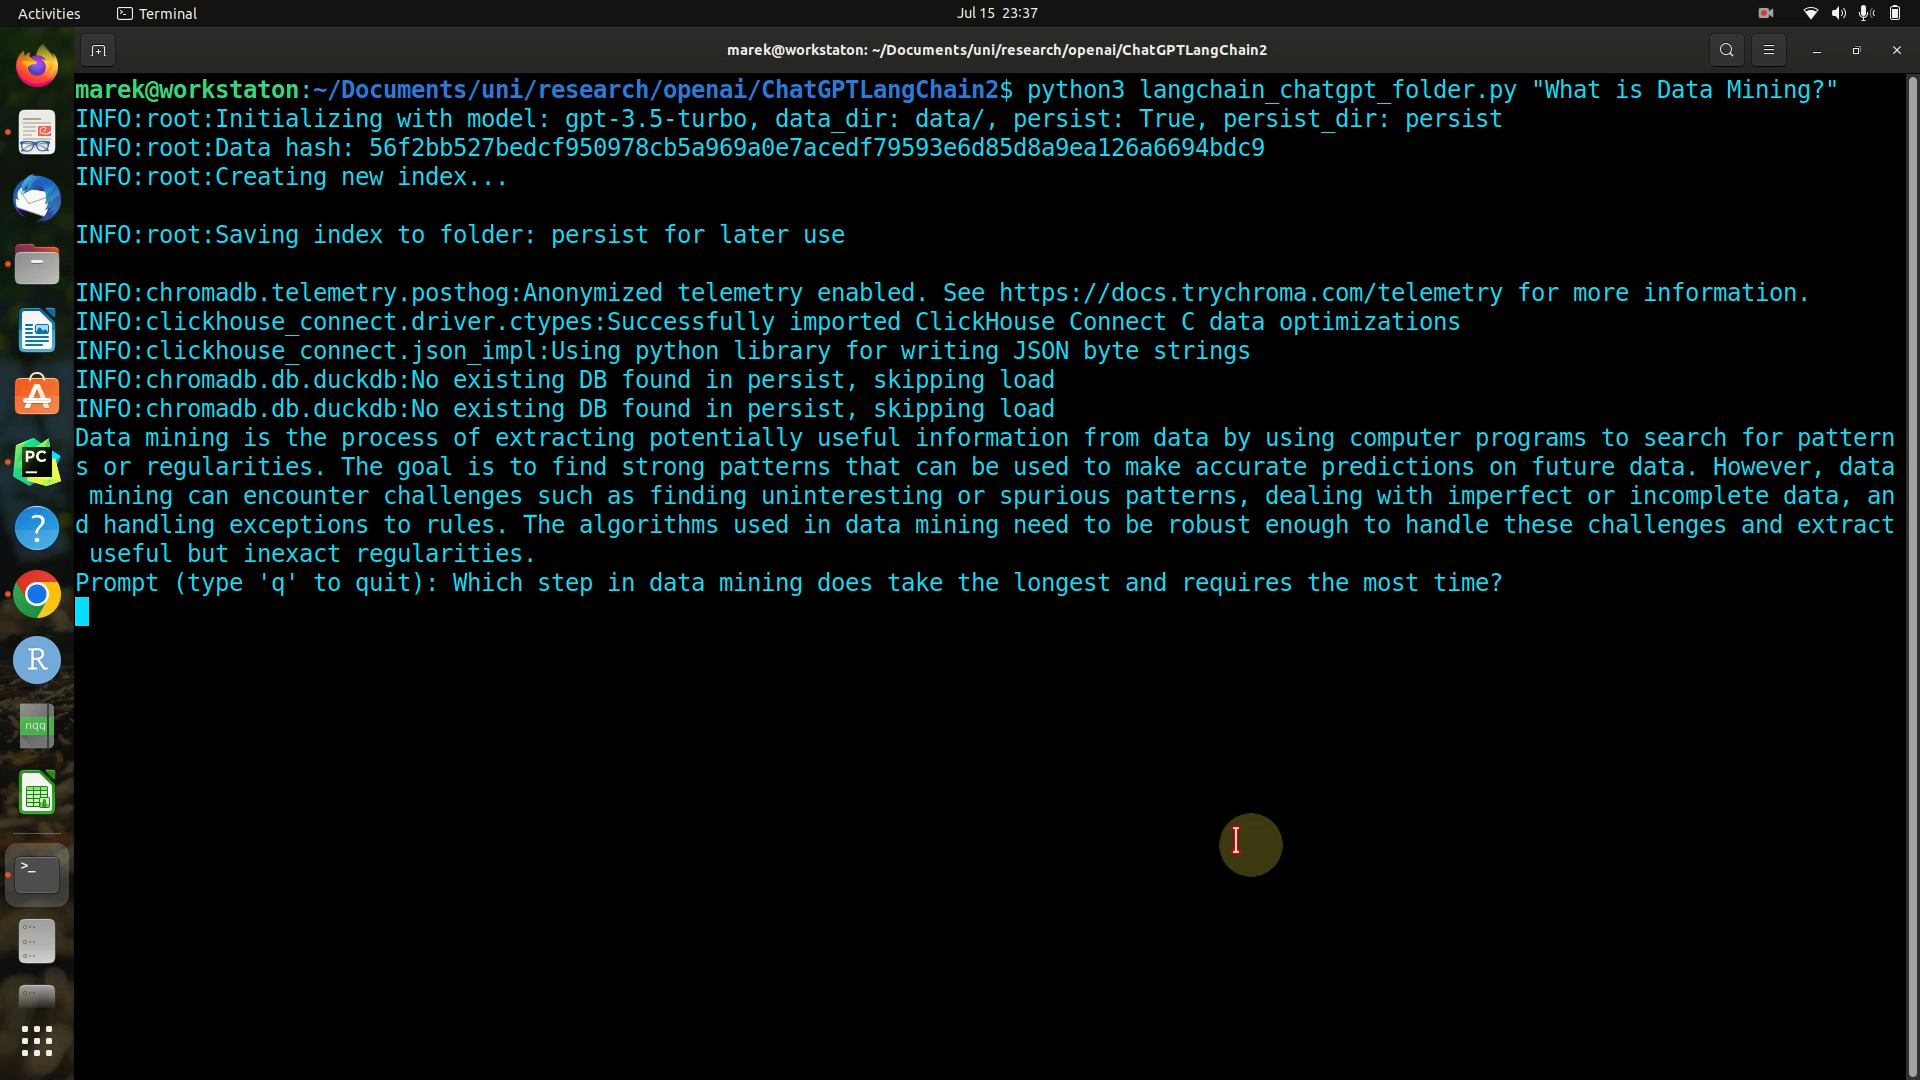 Activities
Terminal
Jul 15 23:37
marek@workstaton: ~/Documents/uni/research/openai/ChatGPTLangChain2
marek@workstaton:~/Documents/uni/research/openai/ChatGPTLangChain2$ python3 langchain_chatgpt_folder.py "What is Data Mining?"
INFO:root:Initializing with model: gpt-3.5-turbo, data_dir: data/, persist: True, persist_dir: persist
INFO:root:Data hash: 56f2bb527bedcf950978cb5a969a0e7acedf79593e6d85d8a9ea126a6694bdc9
INFO:root:Creating new index...
INFO:root:Saving index to folder: persist for later use
INFO:chromadb.telemetry.posthog:Anonymized telemetry enabled. See https://docs.trychroma.com/telemetry for more information.
INFO:clickhouse_connect.driver.ctypes:Successfully imported ClickHouse Connect C data optimizations
INFO:clickhouse_connect.json_impl:Using python library for writing JSON byte strings
INFO:chromadb.db.duckdb:No existing DB found in persist, skipping load
INFO:chromadb.db.duckdb:No existing DB found in persist, skipping load
Data mining is the process of extracting potentially useful information from data by using computer programs to search for pattern
s or regularities. The goal is to find strong patterns that can be used to make accurate predictions on future data. However, data
 mining can encounter challenges such as finding uninteresting or spurious patterns, dealing with imperfect or incomplete data, an
d handling exceptions to rules. The algorithms used in data mining need to be robust enough to handle these challenges and extract
 useful but inexact regularities.
Prompt (type 'q' to quit): Which step in data mining does take the longest and requires the most time?
PC
?
R
nqq
>_